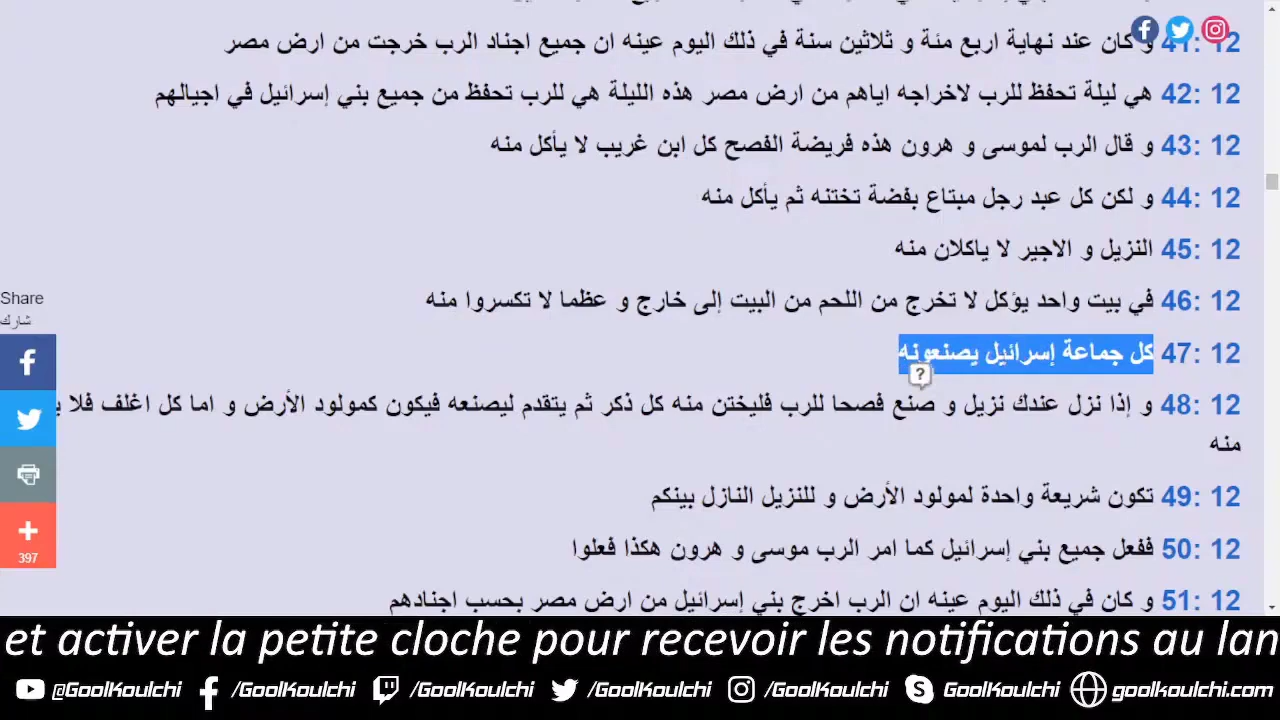 41: 12 و كان عند نهاية اربع مئة و ثلاثين سنة في ذلك اليوم عينه ان جميع اجناد الرب خرجت من ارض مصر
42: 12 هي ليلة تحفظ للرب لاخراجه اياهم من ارض مصر هذه الليلة هي للرب تحفظ من جميع بني إسرائيل في اجيالهم
43: 12 و قال الرب لموسى و هرون هذه فريضة الفصح كل ابن غريب لا يأكل منه
44: 12 و لكن كل عبد رجل مبتاع بفضة تختنه ثم يأكل منه
45: 12 النزيل و الاجير لا ياكلان منه
46: 12 في بيت واحد يؤكل لا تخرج من اللحم من البيت إلى خارج و عظما لا تكسروا منه
47: 12 كل جماعة إسرائيل يصنعونه
48: 12 و إذا نزل عندك نزيل و صنع فصحا للرب فليختن منه كل ذكر ثم يتقدم ليصنعه فيكون كمولود الأرض و اما كل اغلف فلا
منه
49: 12 تكون شريعة واحدة لمولود الأرض و للنزيل النازل بينكم
50: 12 ففعل جميع بني إسرائيل كما امر الرب موسى و هرون هكذا فعلوا
51: 12 و كان في ذلك اليوم عينه ان الرب اخرج بني إسرائيل من ارض مصر بحسب اجنادهم
Share
شارك
397
et activer la petite cloche pour recevoir les notifications au lan
@GoolKoulchi /GoolKoulchi /GoolKoulchi /GoolKoulchi /GoolKoulchi GoolKoulchi goolkoulchi.com